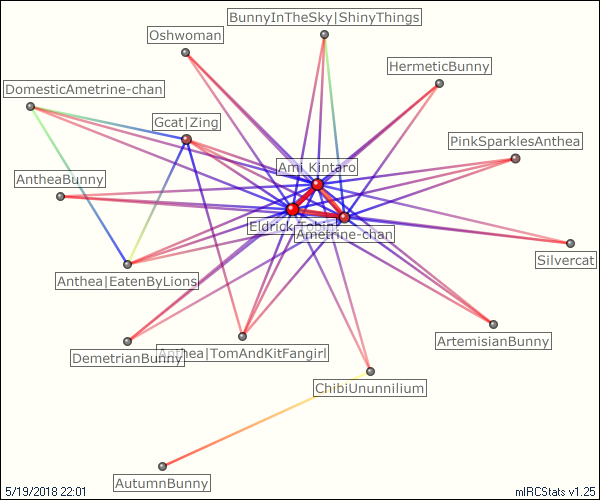 BunnyInTheSky|ShinyThings
Oshwoman
HermeticBunny
DomesticAmetrine-chan
Gcat|Zing
PinkSparklesAnthea
Ami_Kintaro
AntheaBunny
Eldrick_Tobin
Ametrine-chan
Silvercat
Anthea|EatenByLions
ArtemisianBunny
DemetrianBunny
Anthea|TomAndKitFangirl
ChibiUnunnilium
AutumnBunny
5/19/2018 22:01
mIRCStats v1.25